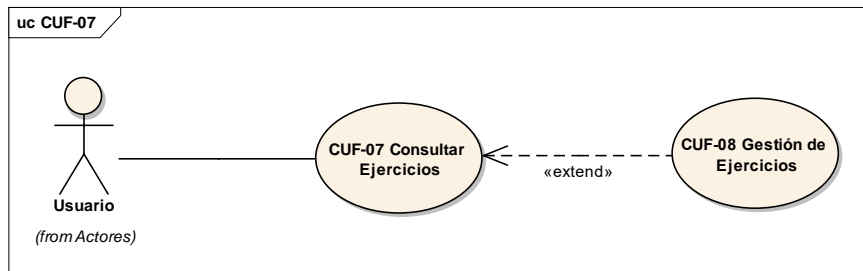 uc CUF-07
Usuario
(from Actores)
CUF-07 Consultar
Ejercicios
«extend»
CUF-08 Gestión de
Ejercicios